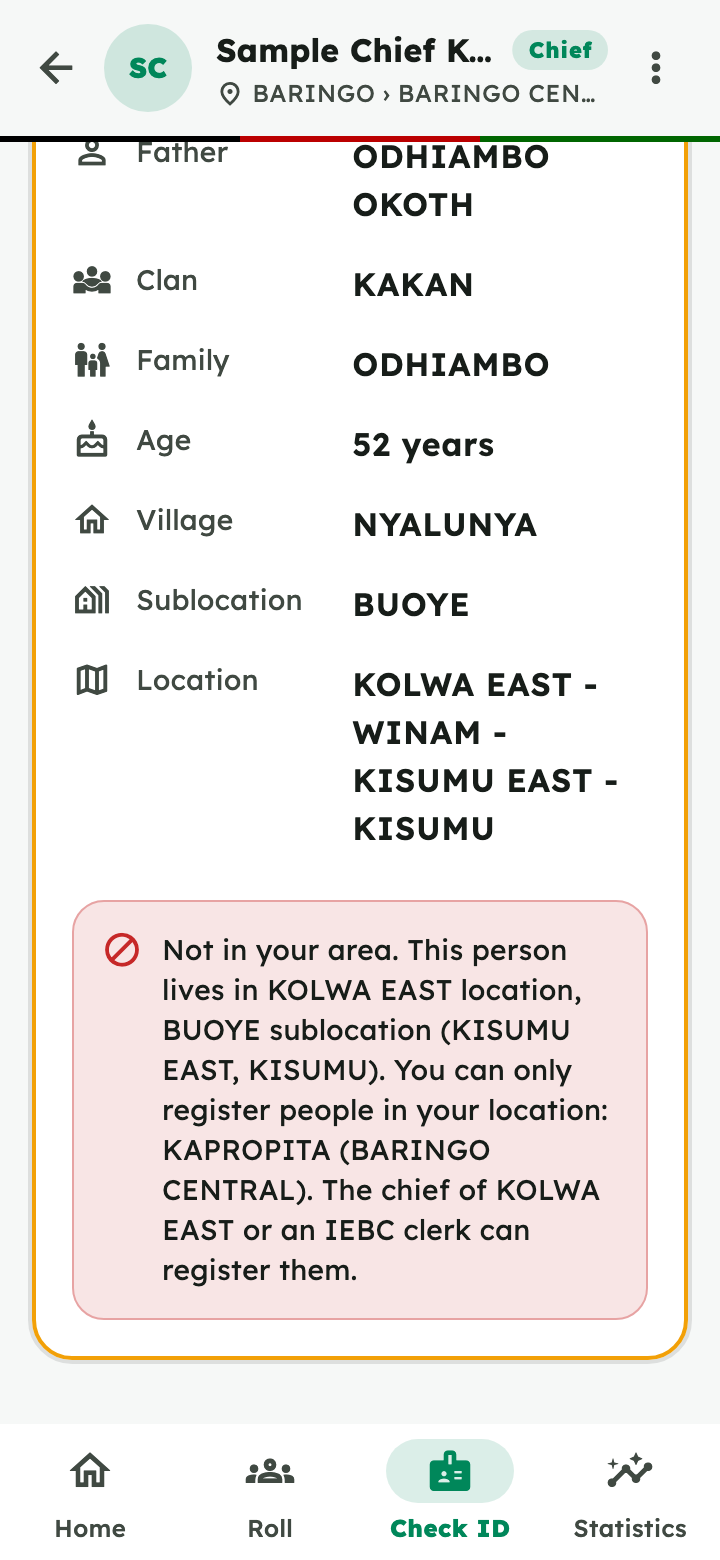 SC
Sample Chief K...
Chief
BARINGO › BARINGO CEN...
Father
ODHIAMBO
OKOTH
Clan
KAKAN
Family
ODHIAMBO
Age
52 years
Village
NYALUNYA
Sublocation
BUOYE
Location
KOLWA EAST -
WINAM -
KISUMU EAST -
KISUMU
Not in your area. This person
lives in KOLWA EAST location,
BUOYE sublocation (KISUMU
EAST, KISUMU). You can only
register people in your location:
KAPROPITA (BARINGO
CENTRAL). The chief of KOLWA
EAST or an IEBC clerk can
register them.
Home
Roll
Check ID
Statistics